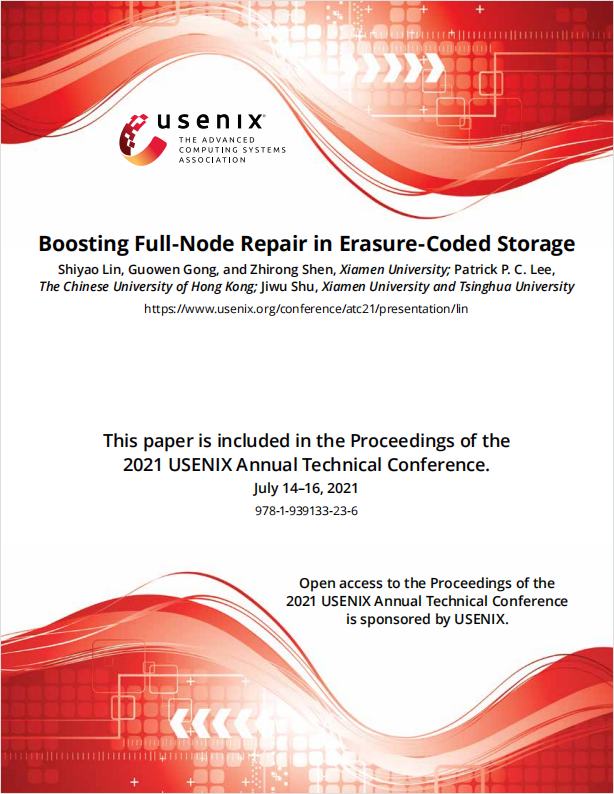 usenix®
THE ADVANCED
COMPUTING SYSTEMS
ASSOCIATION
Boosting Full-Node Repair in Erasure-Coded Storage
Shiyao Lin, Guowen Gong, and Zhirong Shen, Xiamen University; Patrick P. C. Lee,
The Chinese University of Hong Kong; Jiwu Shu, Xiamen University and Tsinghua University
https://www.usenix.org/conference/atc21/presentation/lin
This paper is included in the Proceedings of the
2021 USENIX Annual Technical Conference.
July 14–16, 2021
978-1-939133-23-6
Open access to the Proceedings of the
2021 USENIX Annual Technical Conference
is sponsored by USENIX.